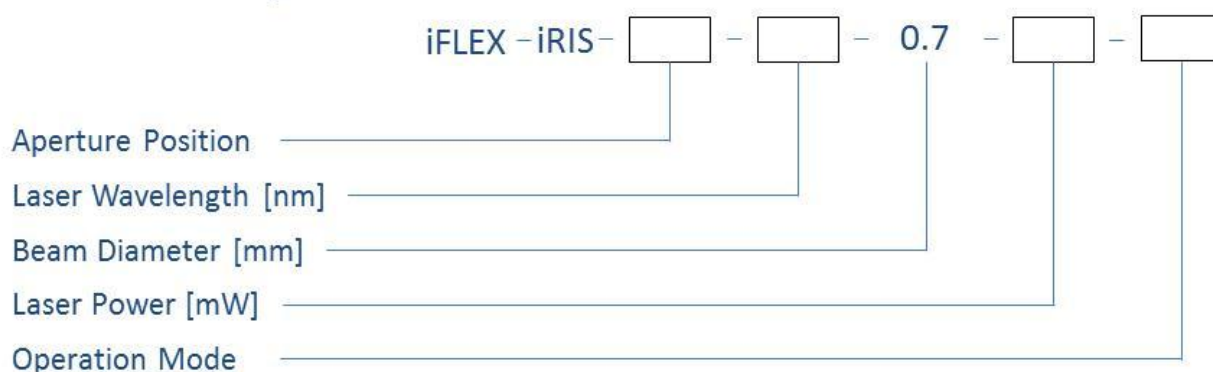 iFLEX – iRIS – – – 0.7 – –
Aperture Position
Laser Wavelength [nm]
Beam Diameter [mm]
Laser Power [mW]
Operation Mode